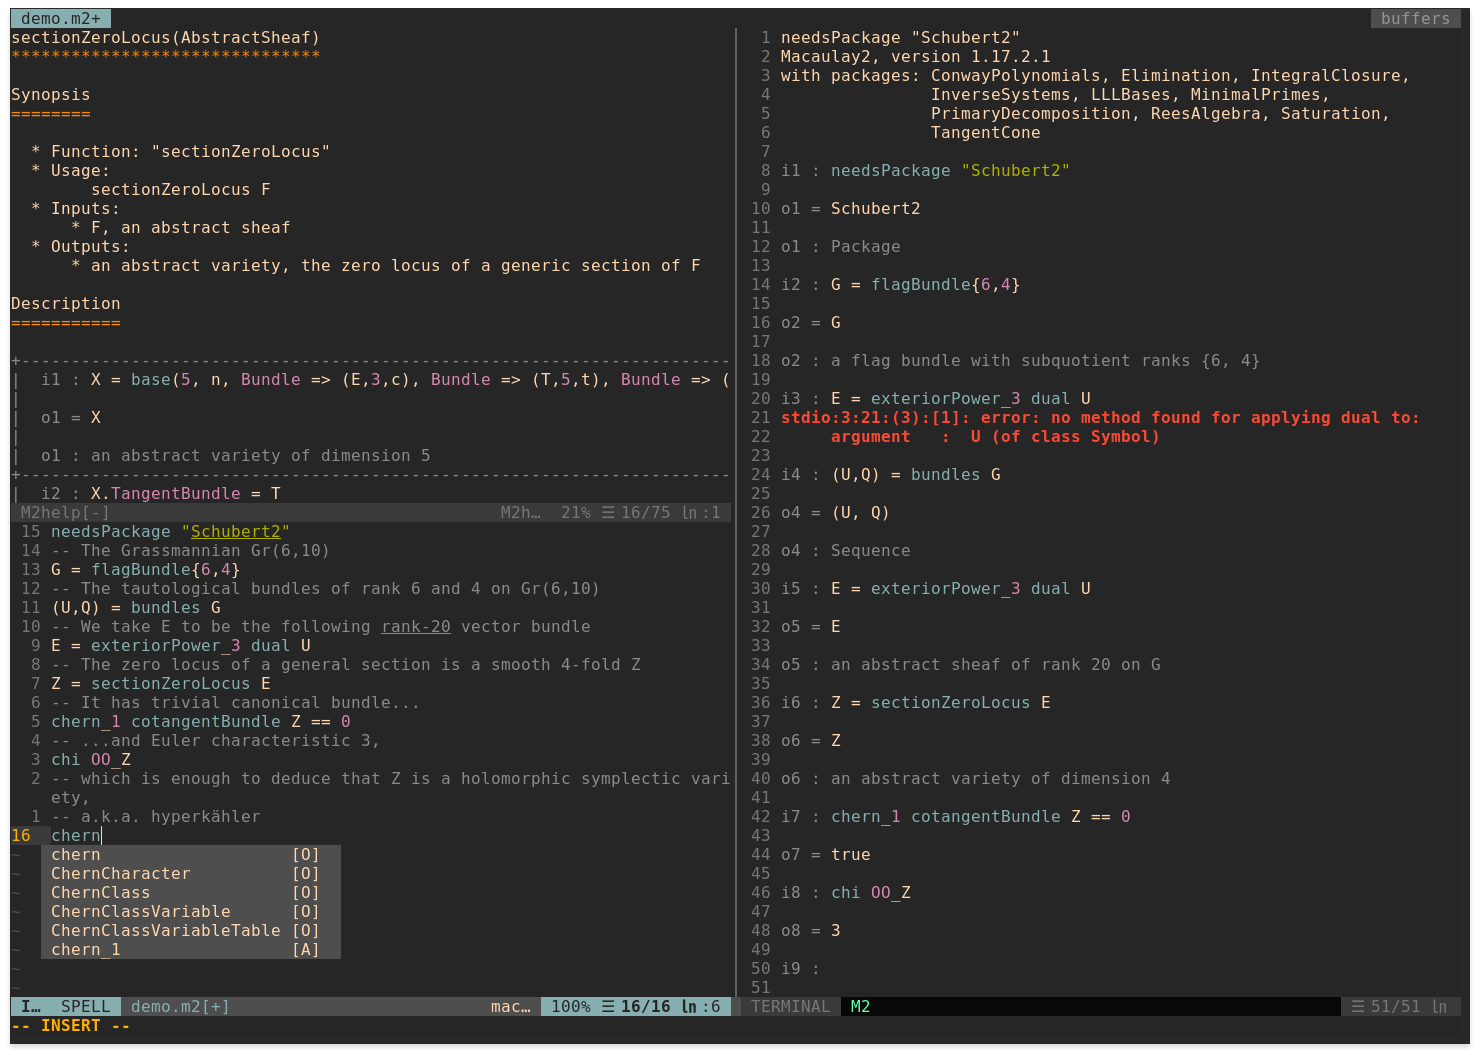 demo.m2+
buffers
sectionZeroLocus(AbstractSheaf)
*******************************
Synopsis
========
* Function: "sectionZeroLocus"
* Usage:
sectionZeroLocus F
* Inputs:
* F, an abstract sheaf
* Outputs:
* an abstract variety, the zero locus of a generic section of F
Description
===========
+-----------------------------------------------------------------------
|  i1 : X = base(5, n, Bundle => (E,3,c), Bundle => (T,5,t), Bundle => (
|
|  o1 = X
|
|  o1 : an abstract variety of dimension 5
+-----------------------------------------------------------------------
|  i2 : X.TangentBundle = T
M2help[-] M2h… 21% ☰ 16/75 ㏑:1
15 needsPackage "Schubert2"
14 -- The Grassmannian Gr(6,10)
13 G = flagBundle{6,4}
12 -- The tautological bundles of rank 6 and 4 on Gr(6,10)
11 (U,Q) = bundles G
10 -- We take E to be the following rank-20 vector bundle
9 E = exteriorPower_3 dual U
8 -- The zero locus of a general section is a smooth 4-fold Z
7 Z = sectionZeroLocus E
6 -- It has trivial canonical bundle...
5 chern_1 cotangentBundle Z == 0
4 -- ...and Euler characteristic 3,
3 chi OO_Z
2 -- which is enough to deduce that Z is a holomorphic symplectic vari
ety,
1 -- a.k.a. hyperkähler
16 chern
~ chern [O]
~ ChernCharacter [O]
~ ChernClass [O]
~ ChernClassVariable [O]
~ ChernClassVariableTable [O]
~ chern_1 [A]
~
~
I… SPELL demo.m2[+] mac… 100% ☰ 16/16 ㏑:6
-- INSERT --
1 needsPackage "Schubert2"
2 Macaulay2, version 1.17.2.1
3 with packages: ConwayPolynomials, Elimination, IntegralClosure,
4 InverseSystems, LLLBases, MinimalPrimes,
5 PrimaryDecomposition, ReesAlgebra, Saturation,
6 TangentCone
7
8 i1 : needsPackage "Schubert2"
9
10 o1 = Schubert2
11
12 o1 : Package
13
14 i2 : G = flagBundle{6,4}
15
16 o2 = G
17
18 o2 : a flag bundle with subquotient ranks {6, 4}
19
20 i3 : E = exteriorPower_3 dual U
21 stdio:3:21:(3):[1]: error: no method found for applying dual to:
22 argument   :  U (of class Symbol)
23
24 i4 : (U,Q) = bundles G
25
26 o4 = (U, Q)
27
28 o4 : Sequence
29
30 i5 : E = exteriorPower_3 dual U
31
32 o5 = E
33
34 o5 : an abstract sheaf of rank 20 on G
35
36 i6 : Z = sectionZeroLocus E
37
38 o6 = Z
39
40 o6 : an abstract variety of dimension 4
41
42 i7 : chern_1 cotangentBundle Z == 0
43
44 o7 = true
45
46 i8 : chi OO_Z
47
48 o8 = 3
49
50 i9 :
51
TERMINAL M2 ☰ 51/51 ㏑